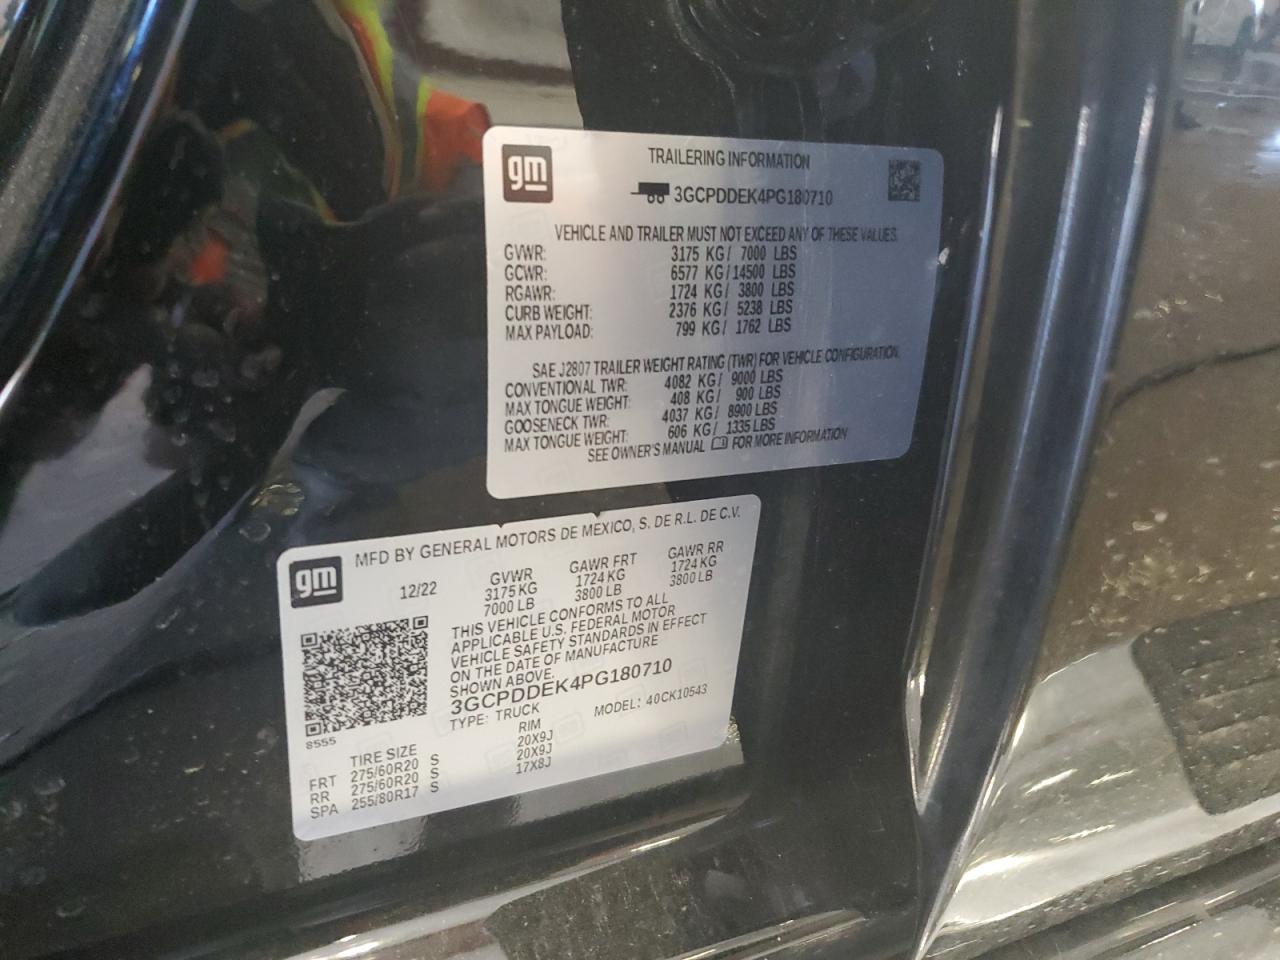 gm
TRAILERING INFORMATION
3GCPDDEK4PG180710
VEHICLE AND TRAILER MUST NOT EXCEED ANY OF THESE VALUES.
GVWR: 3175 KG/ 7000 LBS
GCWR: 6577 KG/14500 LBS
RGAWR: 1724 KG/ 3800 LBS
CURB WEIGHT: 2376 KG/ 5238 LBS
MAX PAYLOAD: 799 KG/ 1762 LBS
SAE J2807 TRAILER WEIGHT RATING (TWR) FOR VEHICLE CONFIGURATION.
CONVENTIONAL TWR: 4082 KG/ 9000 LBS
MAX TONGUE WEIGHT: 408 KG/ 900 LBS
GOOSENECK TWR: 4037 KG/ 8900 LBS
MAX TONGUE WEIGHT: 606 KG/ 1335 LBS
SEE OWNER'S MANUAL FOR MORE INFORMATION
gm
MFD BY GENERAL MOTORS DE MEXICO, S. DE R.L. DE C.V.
12/22 GVWR GAWR FRT GAWR RR
3175 KG 1724 KG 1724 KG
7000 LB 3800 LB 3800 LB
THIS VEHICLE CONFORMS TO ALL
APPLICABLE U.S. FEDERAL MOTOR
VEHICLE SAFETY STANDARDS IN EFFECT
ON THE DATE OF MANUFACTURE
SHOWN ABOVE.
3GCPDDEK4PG180710
TYPE: TRUCK MODEL: 40CK10543
8555
TIRE SIZE RIM
FRT 275/60R20 S 20X9J
RR 275/60R20 S 20X9J
SPA 255/80R17 S 17X8J